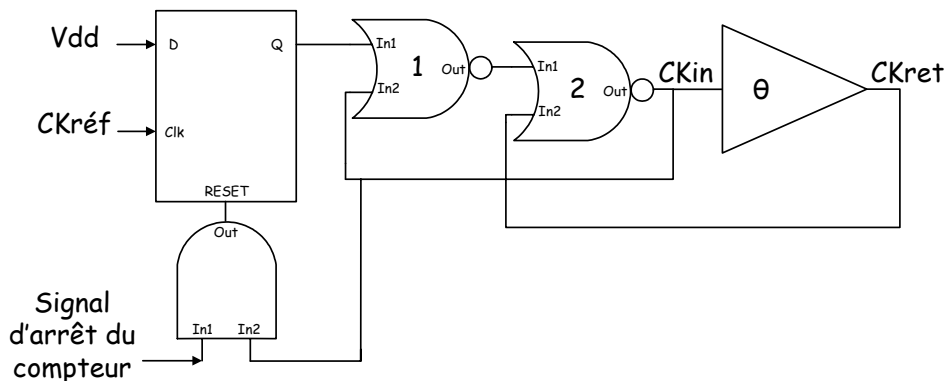 Vdd
D
Q
CKréf
Clk
RESET
Out
In1
In2
Signal
d'arrêt du
compteur
In1
In2
1
Out
In1
In2
2
Out
CKin
θ
CKret